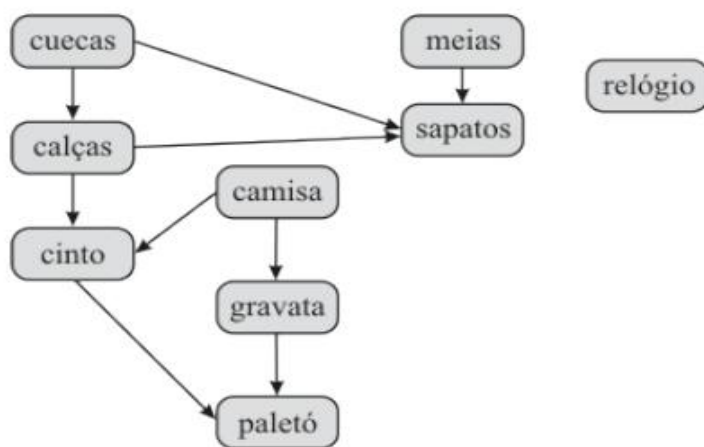 cuecas
meias
relógio
calças
sapatos
camisa
cinto
gravata
paletó